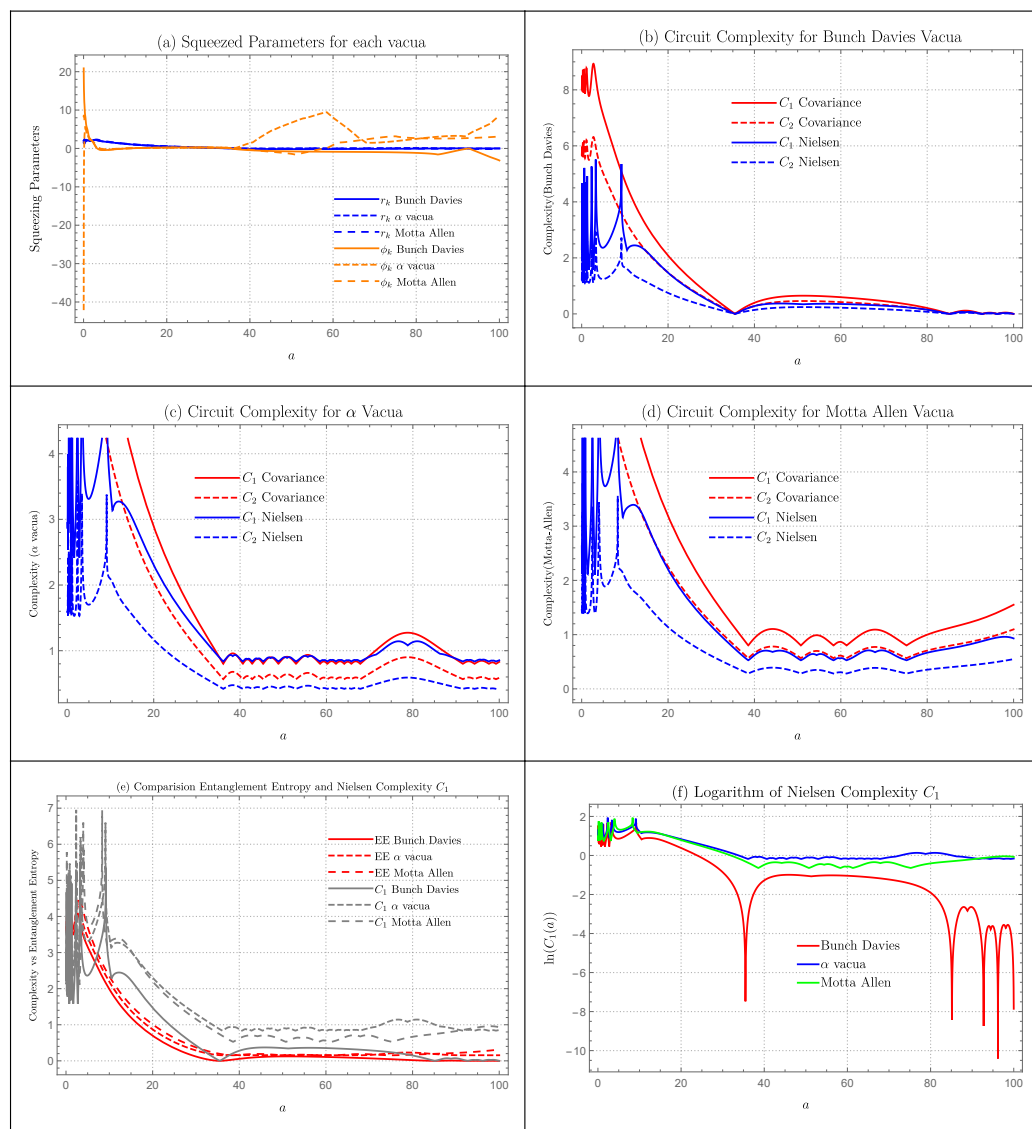 (a) Squeezed Parameters for each vacua
20
10
0
-10
-20
-30
-40
Squeezing Parameters
r_k Bunch Davies
r_k α vacua
r_k Motta Allen
ϕ_k Bunch Davies
ϕ_k α vacua
ϕ_k Motta Allen
0 20 40 60 80 100
a
(b) Circuit Complexity for Bunch Davies Vacua
8
6
4
2
0
Complexity(Bunch Davies)
C_1 Covariance
C_2 Covariance
C_1 Nielsen
C_2 Nielsen
0 20 40 60 80 100
a
(c) Circuit Complexity for α Vacua
4
3
2
1
Complexity (α vacua)
C_1 Covariance
C_2 Covariance
C_1 Nielsen
C_2 Nielsen
0 20 40 60 80 100
a
(d) Circuit Complexity for Motta Allen Vacua
4
3
2
1
0
Complexity(Motta-Allen)
C_1 Covariance
C_2 Covariance
C_1 Nielsen
C_2 Nielsen
0 20 40 60 80 100
a
(e) Comparision Entanglement Entropy and Nielsen Complexity C_1
7
6
5
4
3
2
1
0
Complexity vs Entanglement Entropy
EE Bunch Davies
EE α vacua
EE Motta Allen
C_1 Bunch Davies
C_1 α vacua
C_1 Motta Allen
0 20 40 60 80 100
a
(f) Logarithm of Nielsen Complexity C_1
2
0
-2
-4
-6
-8
-10
ln(C_1(a))
Bunch Davies
α vacua
Motta Allen
0 20 40 60 80 100
a